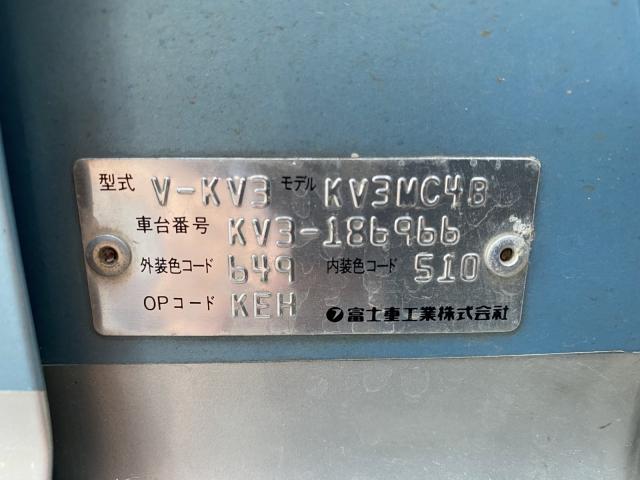 型式 V-KV3 モデル KV3MC4B
車台番号 KV3-186966
外装色コード 649 内装色コード 510
OPコード KEH 富士重工業株式会社